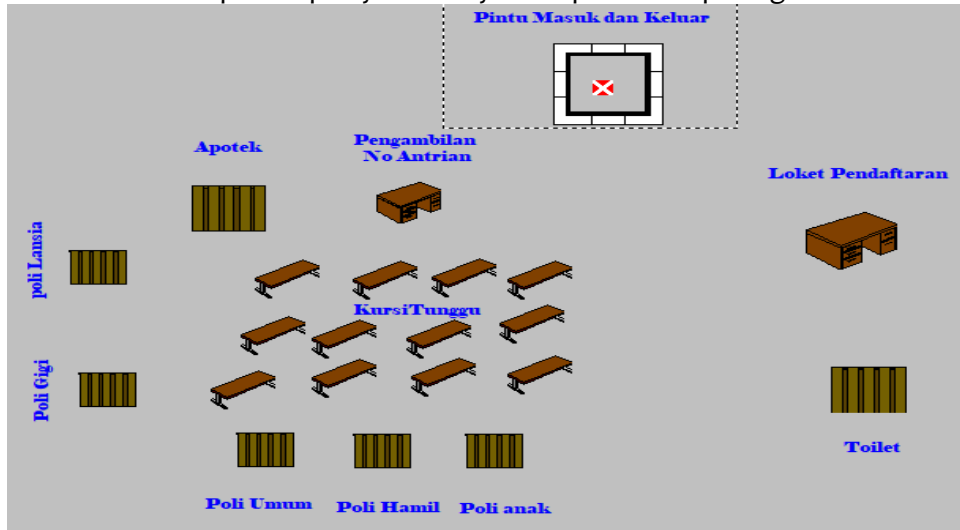 Pintu Masuk dan Keluar
Apotek
Pengambilan
No Antrian
Loket Pendaftaran
poli Lansia
KursiTunggu
Poli Gigi
Toilet
Poli Umum
Poli Hamil
Poli anak